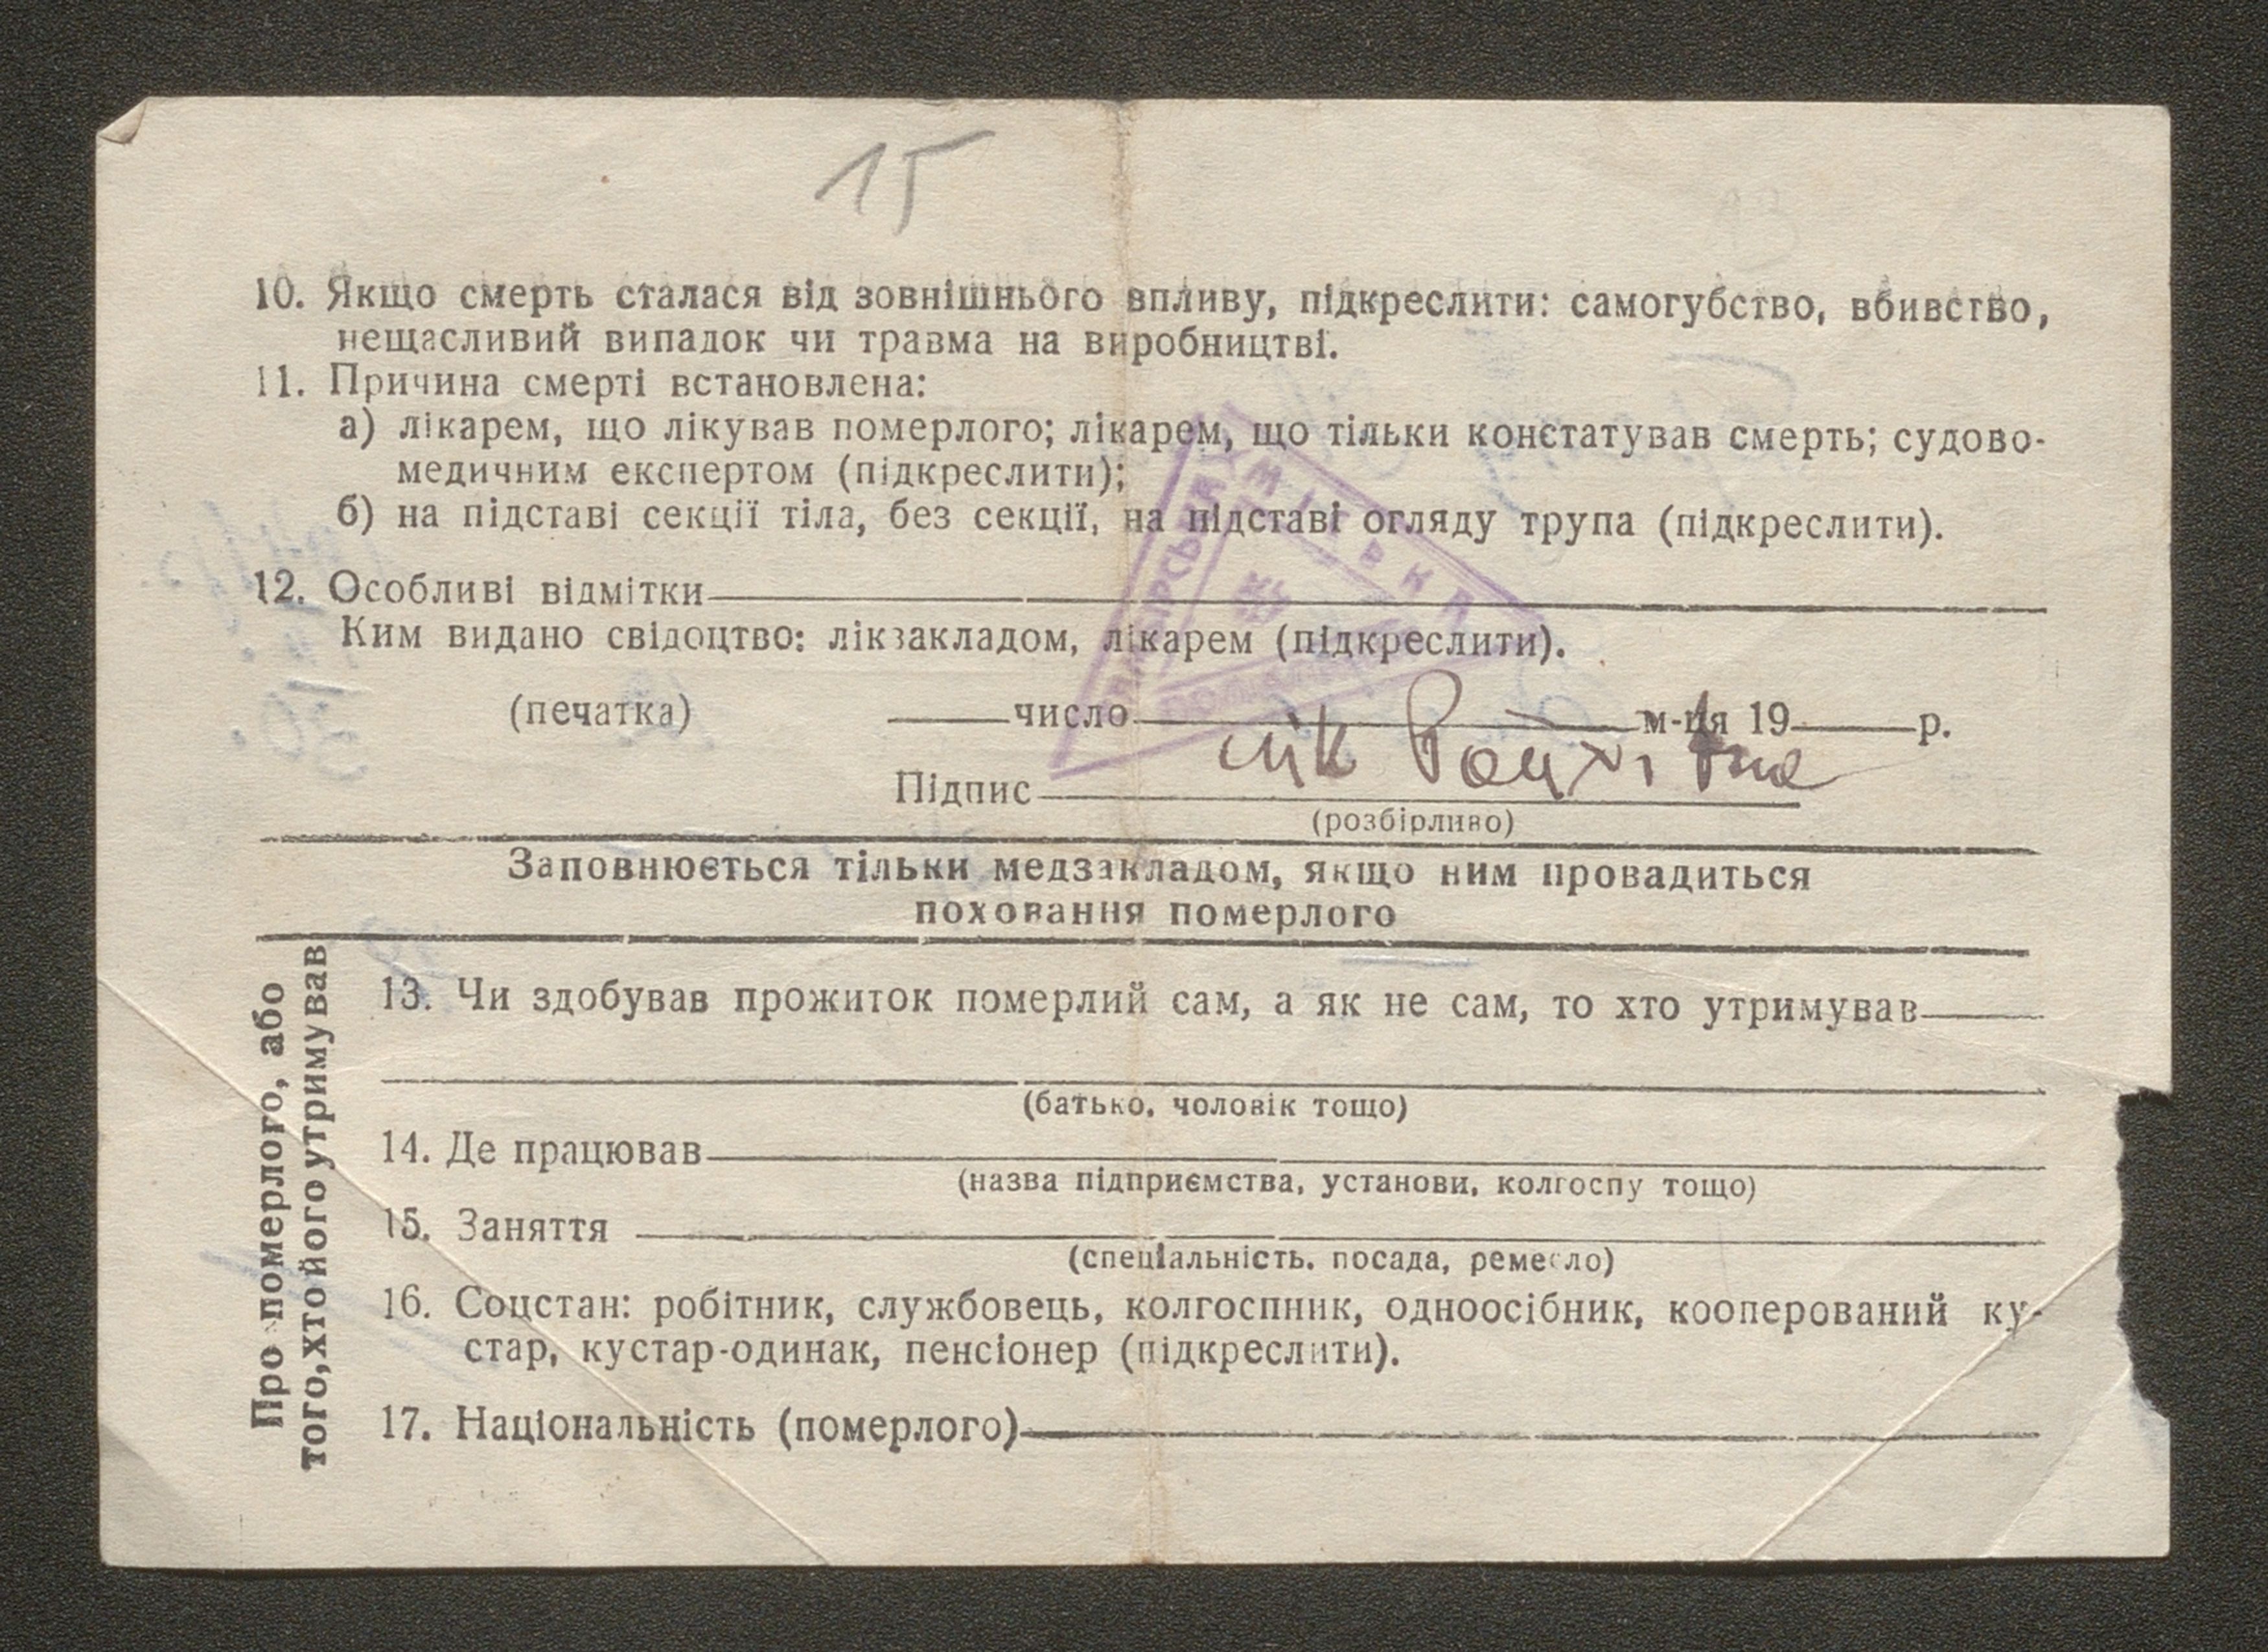 15
10. Якщо смерть сталася від зовнішнього впливу, підкреслити: самогубство, вбивство,
нещасливий випадок чи травма на виробництві.
11. Причина смерті встановлена:
а) лікарем, що лікував померлого; лікарем, що тільки констатував смерть; судово-
медичним експертом (підкреслити);
б) на підставі секції тіла, без секції, на підставі огляду трупа (підкреслити).
12. Особливі відмітки
Ким видано свідоцтво: лікзакладом, лікарем (підкреслити).
(печатка) число м-ця 19 р.
Підпис
(розбірливо)
Заповнюється тільки медзакладом, якщо ним провадиться
поховання померлого
Про померлого, або
того, хто його утримував
13. Чи здобував прожиток померлий сам, а як не сам, то хто утримував
(батько, чоловік тощо)
14. Де працював
(назва підприємства, установи, колгоспу тощо)
15. Заняття
(спеціальність, посада, ремесло)
16. Соцстан: робітник, службовець, колгоспник, одноосібник, кооперований ку-
стар, кустар-одинак, пенсіонер (підкреслити).
17. Національність (померлого)